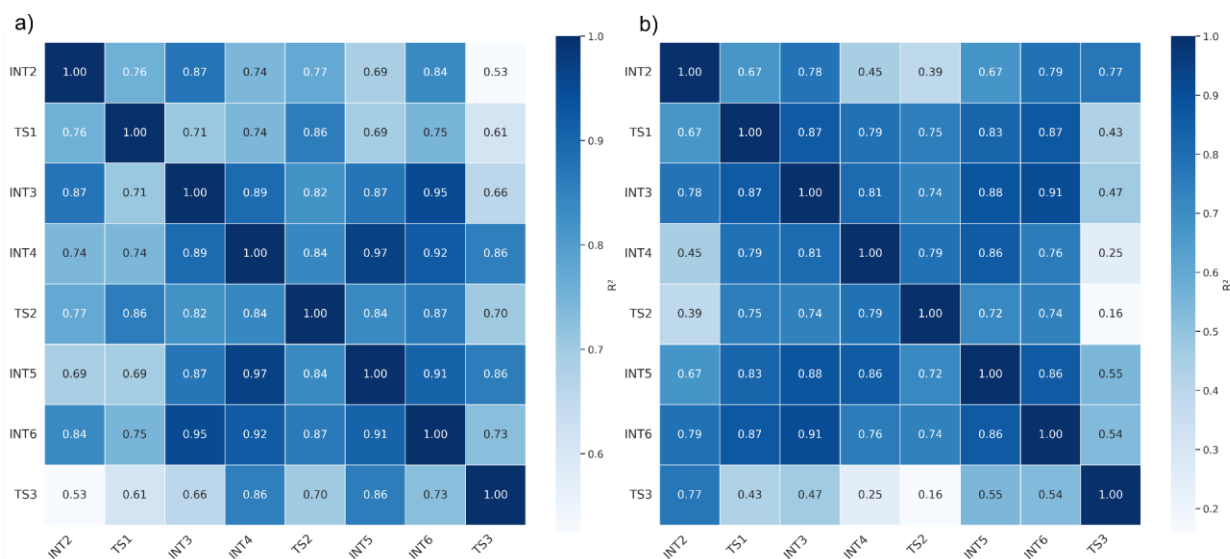 a)
INT2 1.00 0.76 0.87 0.74 0.77 0.69 0.84 0.53
TS1 0.76 1.00 0.71 0.74 0.86 0.69 0.75 0.61
INT3 0.87 0.71 1.00 0.89 0.82 0.87 0.95 0.66
INT4 0.74 0.74 0.89 1.00 0.84 0.97 0.92 0.86
TS2 0.77 0.86 0.82 0.84 1.00 0.84 0.87 0.70
INT5 0.69 0.69 0.87 0.97 0.84 1.00 0.91 0.86
INT6 0.84 0.75 0.95 0.92 0.87 0.91 1.00 0.73
TS3 0.53 0.61 0.66 0.86 0.70 0.86 0.73 1.00
INT2 TS1 INT3 INT4 TS2 INT5 INT6 TS3
1.0
0.9
0.8
0.7
0.6
R²
b)
INT2 1.00 0.67 0.78 0.45 0.39 0.67 0.79 0.77
TS1 0.67 1.00 0.87 0.79 0.75 0.83 0.87 0.43
INT3 0.78 0.87 1.00 0.81 0.74 0.88 0.91 0.47
INT4 0.45 0.79 0.81 1.00 0.79 0.86 0.76 0.25
TS2 0.39 0.75 0.74 0.79 1.00 0.72 0.74 0.16
INT5 0.67 0.83 0.88 0.86 0.72 1.00 0.86 0.55
INT6 0.79 0.87 0.91 0.76 0.74 0.86 1.00 0.54
TS3 0.77 0.43 0.47 0.25 0.16 0.55 0.54 1.00
INT2 TS1 INT3 INT4 TS2 INT5 INT6 TS3
1.0
0.9
0.8
0.7
0.6
0.5
0.4
0.3
0.2
R²